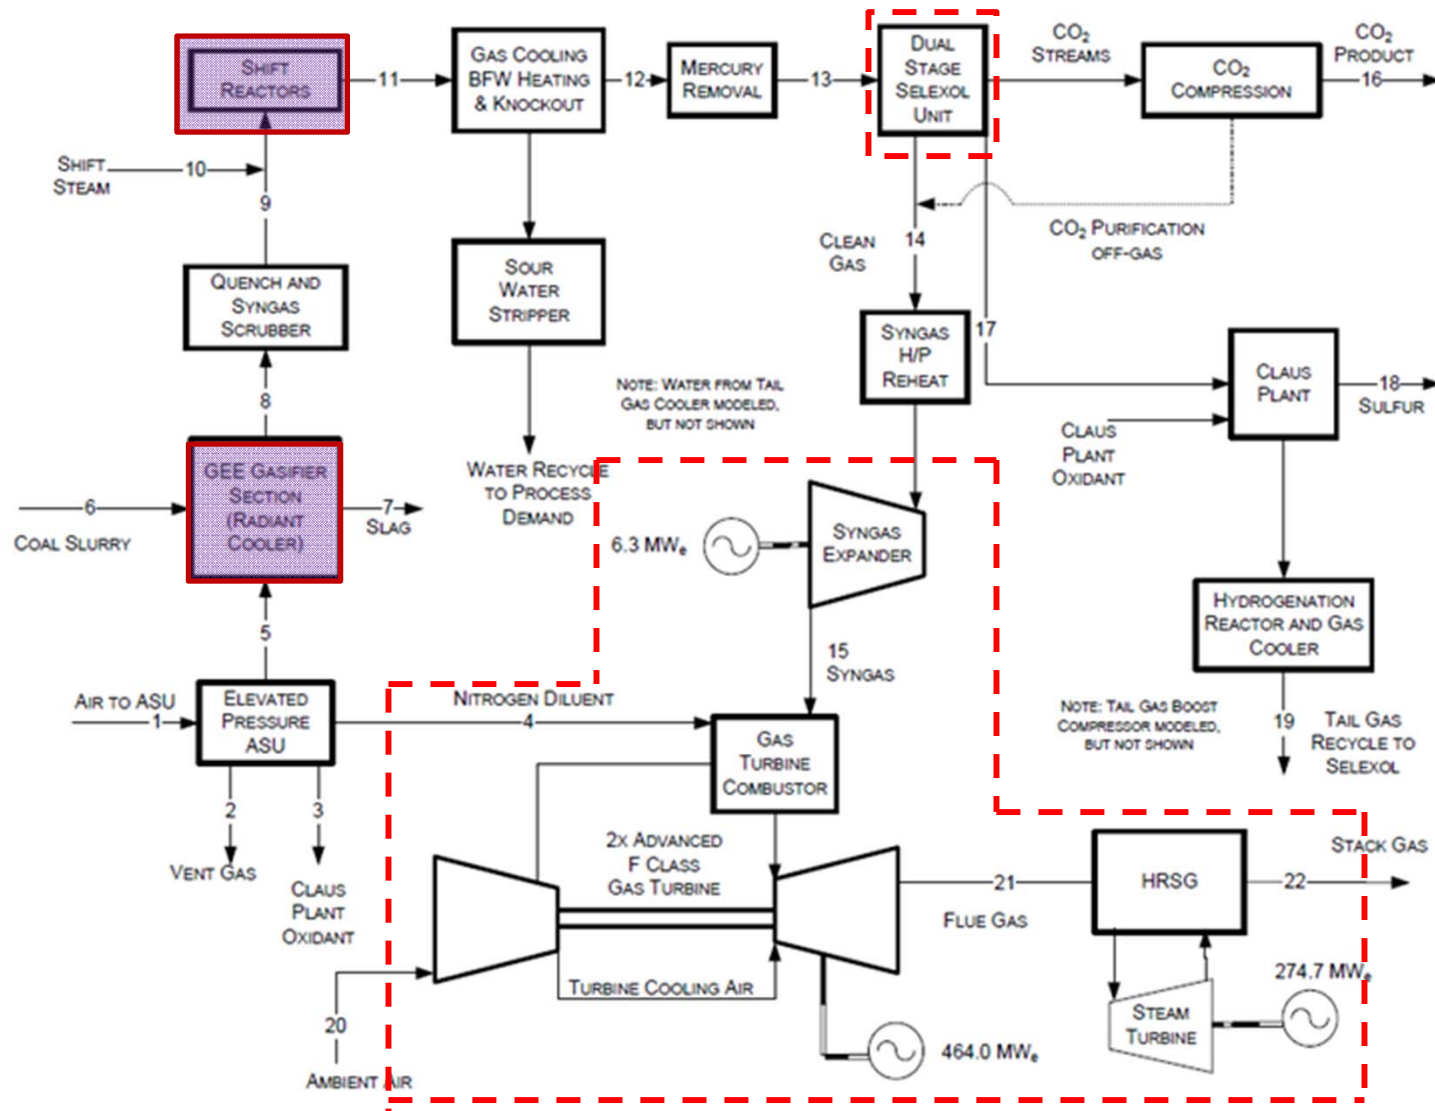 SHIFT
REACTORS
11
GAS COOLING
BFW HEATING
& KNOCKOUT
12
MERCURY
REMOVAL
13
DUAL
STAGE
SELEXOL
UNIT
CO2
STREAMS
CO2
COMPRESSION
CO2
PRODUCT
16
SHIFT
STEAM
10
9
CLEAN
GAS
14
CO2 PURIFICATION
OFF-GAS
QUENCH AND
SYNGAS
SCRUBBER
SOUR
WATER
STRIPPER
SYNGAS
H/P
REHEAT
17
CLAUS
PLANT
18
SULFUR
NOTE: WATER FROM TAIL
GAS COOLER MODELED,
BUT NOT SHOWN
CLAUS
PLANT
OXIDANT
8
GEE GASIFIER
SECTION
(RADIANT
COOLER)
6
COAL SLURRY
7
SLAG
WATER RECYCLE
TO PROCESS
DEMAND
6.3 MWe
SYNGAS
EXPANDER
HYDROGENATION
REACTOR AND GAS
COOLER
5
15
SYNGAS
AIR TO ASU
1
ELEVATED
PRESSURE
ASU
NITROGEN DILUENT
4
GAS
TURBINE
COMBUSTOR
NOTE: TAIL GAS BOOST
COMPRESSOR MODELED,
BUT NOT SHOWN
19
TAIL GAS
RECYCLE TO
SELEXOL
2
3
VENT GAS
CLAUS
PLANT
OXIDANT
2X ADVANCED
F CLASS
GAS TURBINE
21
FLUE GAS
HRSG
22
STACK GAS
TURBINE COOLING AIR
20
AMBIENT AIR
464.0 MWe
STEAM
TURBINE
274.7 MWe